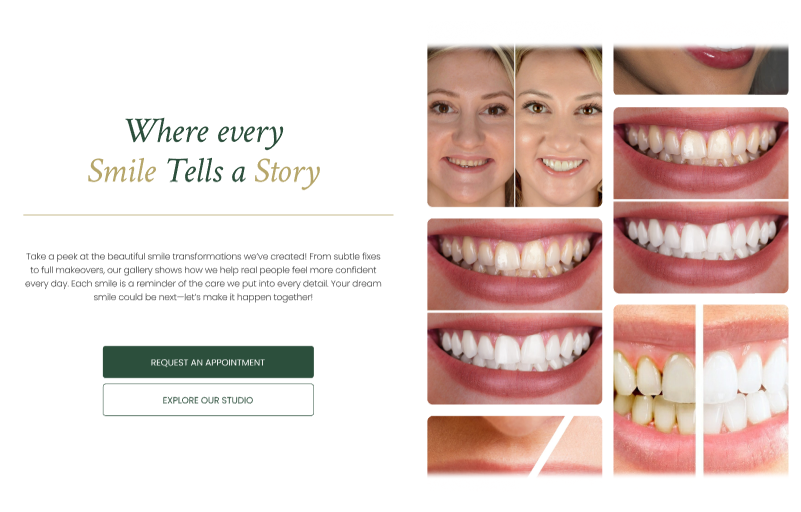 Where every
Smile Tells a Story
Take a peek at the beautiful smile transformations we've created! From subtle fixes
to full makeovers, our gallery shows how we help real people feel more confident
every day. Each smile is a reminder of the care we put into every detail. Your dream
smile could be next—let's make it happen together!
REQUEST AN APPOINTMENT
EXPLORE OUR STUDIO